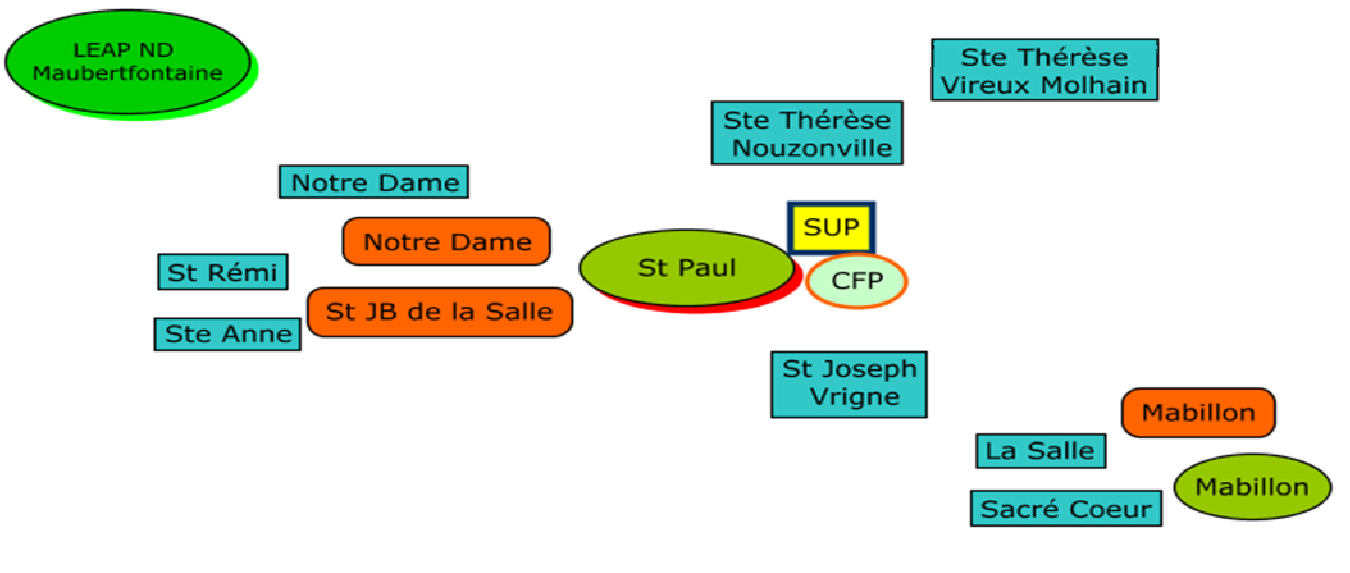 LEAP ND
Maubertfontaine
Ste Thérèse
Vireux Molhain
Ste Thérèse
Nouzonville
Notre Dame
Notre Dame
SUP
St Paul
CFP
St Rémi
St JB de la Salle
Ste Anne
St Joseph
Vrigne
Mabillon
La Salle
Mabillon
Sacré Coeur